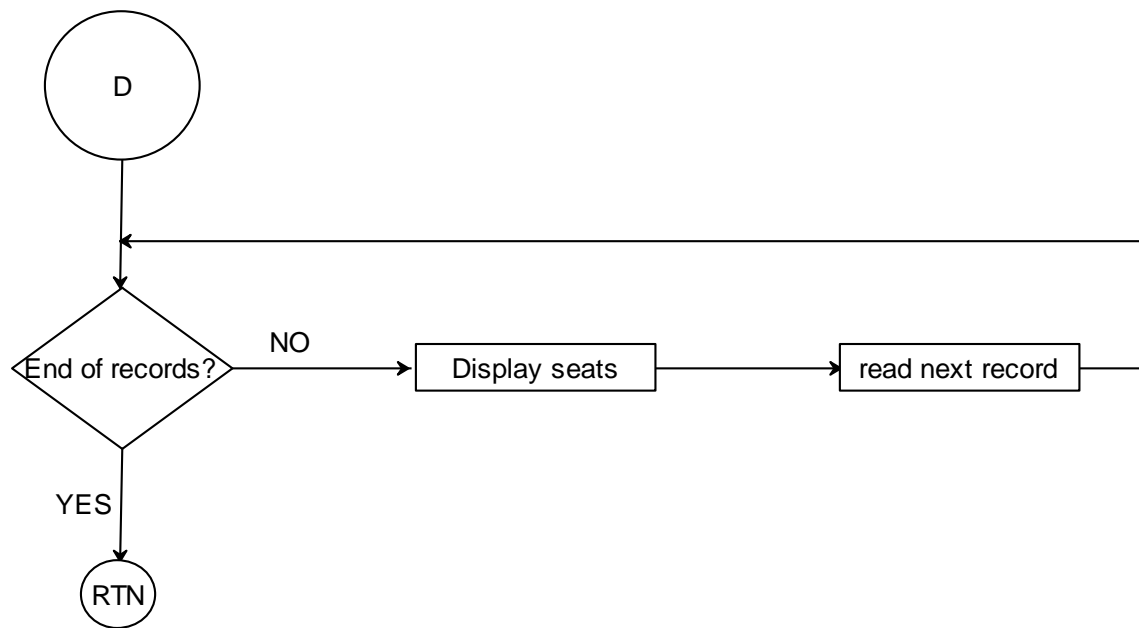 D
NO
End of records?
Display seats
read next record
YES
RTN